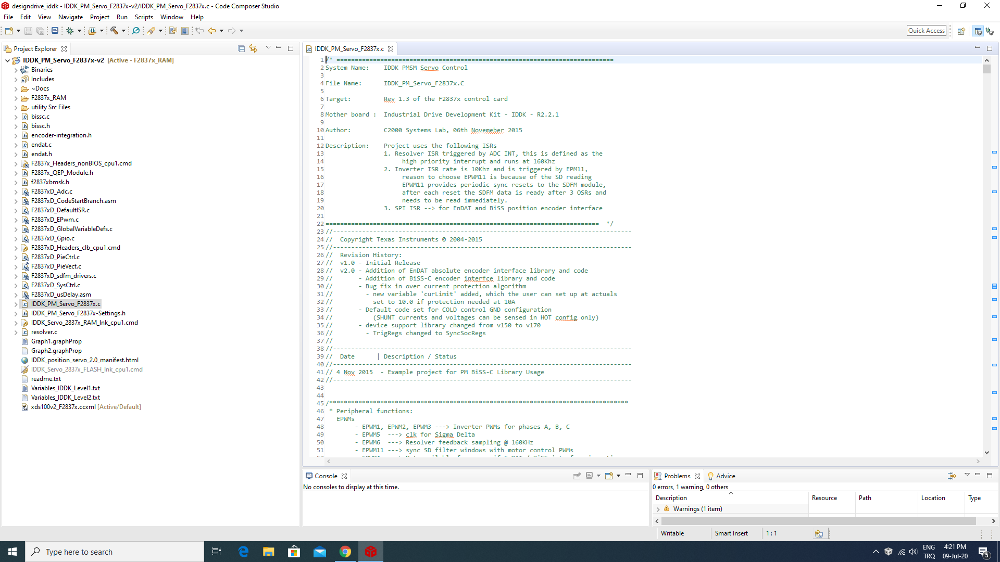 designdrive_iddk - IDDK_PM_Servo_F2837x-v2/IDDK_PM_Servo_F2837x.c - Code Composer Studio
File Edit View Navigate Project Run Scripts Window Help
Quick Access
Project Explorer
IDDK_PM_Servo_F2837x-v2 [Active - F2837x_RAM]
Binaries
Includes
~Docs
F2837x_RAM
utility Src Files
bissc.c
bissc.h
encoder-integration.h
endat.c
endat.h
F2837x_Headers_nonBIOS_cpu1.cmd
F2837x_QEP_Module.h
f2837xbmsk.h
F2837xD_Adc.c
F2837xD_CodeStartBranch.asm
F2837xD_DefaultISR.c
F2837xD_EPwm.c
F2837xD_GlobalVariableDefs.c
F2837xD_Gpio.c
F2837xD_Headers_clb_cpu1.cmd
F2837xD_PieCtrl.c
F2837xD_PieVect.c
F2837xD_sdfm_drivers.c
F2837xD_SysCtrl.c
F2837xD_usDelay.asm
IDDK_PM_Servo_F2837x.c
IDDK_PM_Servo_F2837x-Settings.h
IDDK_Servo_2837x_RAM_lnk_cpu1.cmd
resolver.c
Graph1.graphProp
Graph2.graphProp
IDDK_position_servo_2.0_manifest.html
IDDK_Servo_2837x_FLASH_lnk_cpu1.cmd
readme.txt
Variables_IDDK_Level1.txt
Variables_IDDK_Level2.txt
xds100v2_F2837x.ccxml [Active/Default]
IDDK_PM_Servo_F2837x.c
1 /* ============================================================================
2 System Name:    IDDK PMSM Servo Control
3
4 File Name:      IDDK_PM_Servo_F2837x.C
5
6 Target:         Rev 1.3 of the F2837x control card
7
8 Mother board :  Industrial Drive Development Kit - IDDK - R2.2.1
9
10 Author:         C2000 Systems Lab, 06th Novemeber 2015
11
12 Description:    Project uses the following ISRs
13                 1. Resolver ISR triggered by ADC INT, this is defined as the
14                      high priority interrupt and runs at 160Khz
15                 2. Inverter ISR rate is 10Khz and is triggered by EPM11,
16                      reason to choose EPWM11 is because of the SD reading
17                      EPWM11 provides periodic sync resets to the SDFM module,
18                      after each reset the SDFM data is ready after 3 OSRs and
19                      needs to be read immediately.
20                 3. SPI ISR --> for EnDAT and BiSS position encoder interface
21
22 ===========================================================================  */
23 //----------------------------------------------------------------------------------
24 //  Copyright Texas Instruments © 2004-2015
25 //----------------------------------------------------------------------------------
26 //  Revision History:
27 //  v1.0 - Initial Release
28 //  v2.0 - Addition of EnDAT absolute encoder interface library and code
29 //       - Addition of BiSS-C encoder interfce library and code
30 //       - Bug fix in over current protection algorithm
31 //         - new variable 'curLimit' added, which the user can set up at actuals
32 //           set to 10.0 if protection needed at 10A
33 //       - Default code set for COLD control GND configuration
34 //           (SHUNT currents and voltages can be sensed in HOT config only)
35 //       - device support library changed from v150 to v170
36 //         - TrigRegs changed to SyncSocRegs
37 //
38 //----------------------------------------------------------------------------------
39 //  Date      | Description / Status
40 //----------------------------------------------------------------------------------
41 // 4 Nov 2015  - Example project for PM BiSS-C Library Usage
42 //----------------------------------------------------------------------------------
43
44
45 /**********************************************************************************
46  * Peripheral functions:
47    EPWMs
48         - EPWM1, EPWM2, EPWM3 ---> Inverter PWMs for phases A, B, C
49         - EPWM5  ---> clk for Sigma Delta
50         - EPWM6  ---> Resolver feedback sampling @ 160KHz
51         - EPWM11 ---> sync SD filter windows with motor control PWMs
Console
No consoles to display at this time.
Problems Advice
0 errors, 1 warning, 0 others
Description Resource Path Location Type
Warnings (1 item)
Writable Smart Insert 1 : 1
Type here to search
ENG
TRQ
4:21 PM
09-Jul-20
5